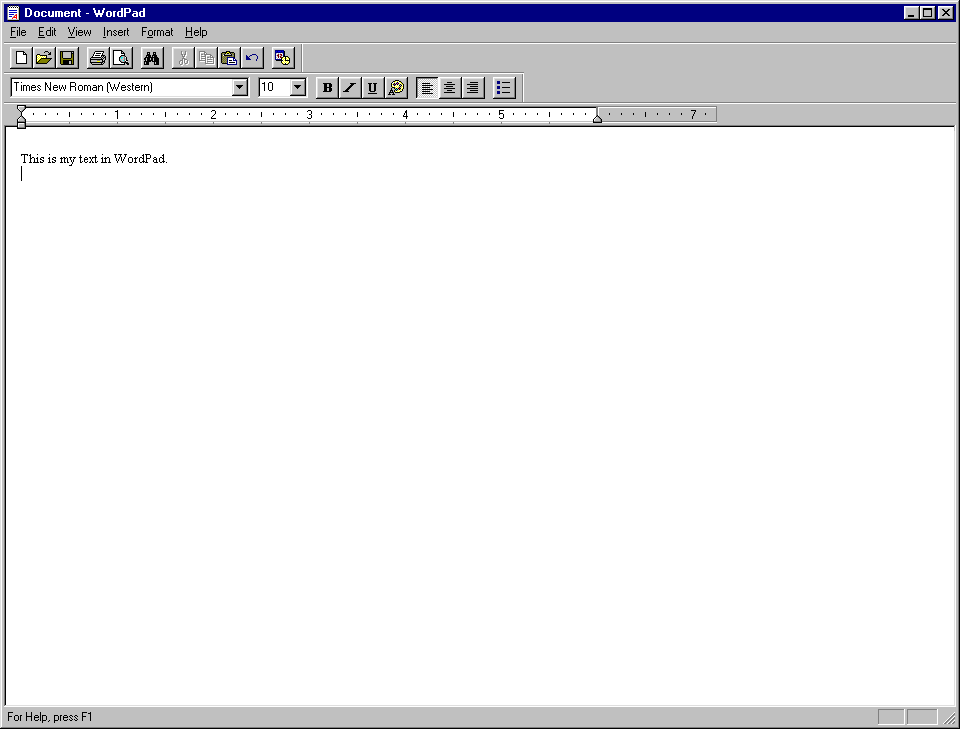 Document - WordPad
File Edit View Insert Format Help
Times New Roman (Western) 10 B I U
1 2 3 4 5 7
This is my text in WordPad.
For Help, press F1